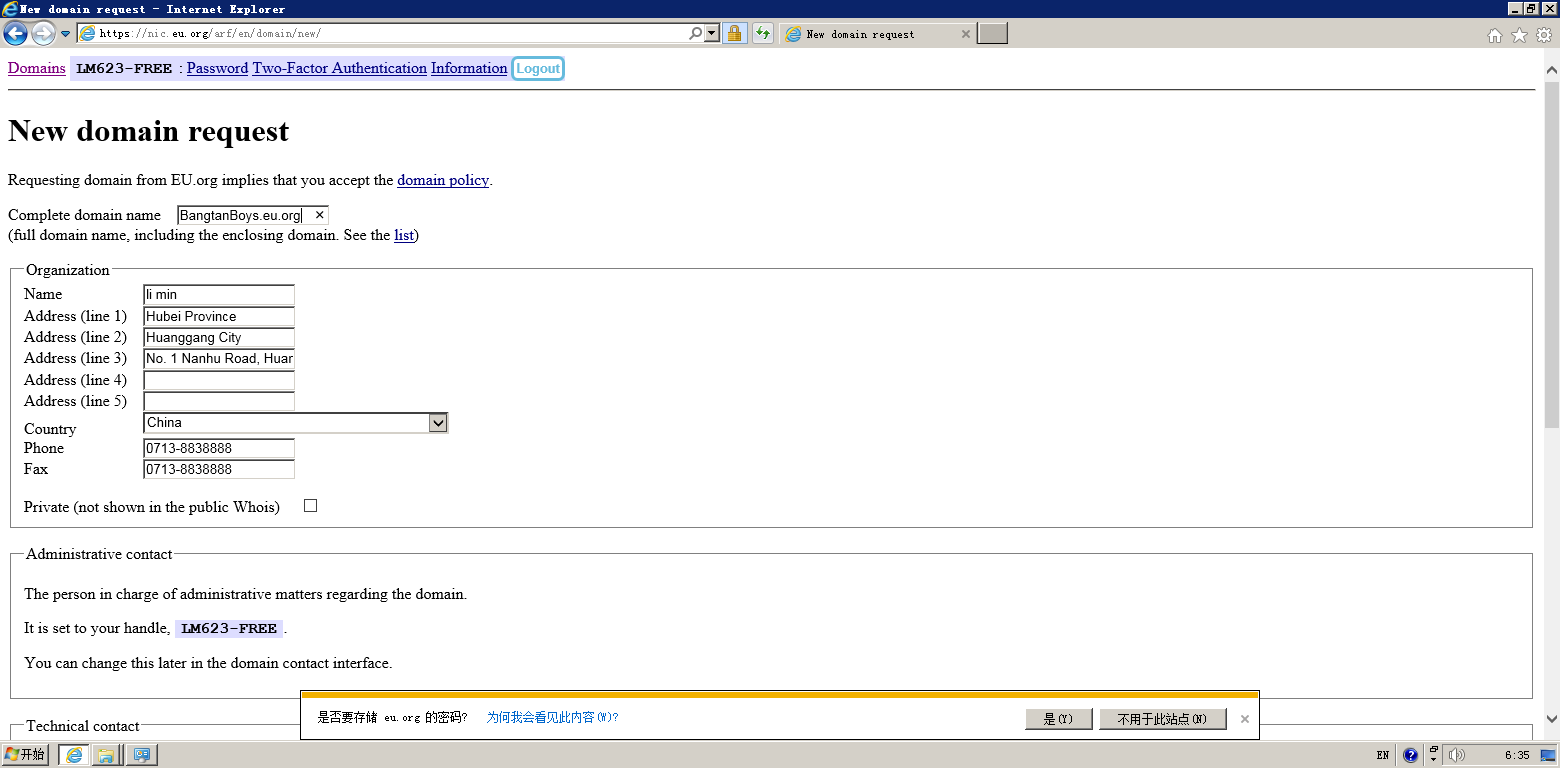 New domain request - Internet Explorer
https://nic.eu.org/arf/en/domain/new/
New domain request
Domains LM623-FREE : Password Two-Factor Authentication Information Logout
New domain request
Requesting domain from EU.org implies that you accept the domain policy.
Complete domain name BangtanBoys.eu.org
(full domain name, including the enclosing domain. See the list)
Organization
Name li min
Address (line 1) Hubei Province
Address (line 2) Huanggang City
Address (line 3) No. 1 Nanhu Road, Huar
Address (line 4)
Address (line 5)
Country China
Phone 0713-8838888
Fax 0713-8838888
Private (not shown in the public Whois)
Administrative contact
The person in charge of administrative matters regarding the domain.
It is set to your handle, LM623-FREE .
You can change this later in the domain contact interface.
Technical contact
是否要存储 eu.org 的密码? 为何我会看见此内容(W)? 是(Y) 不用于此站点(N)
开始 EN 6:35